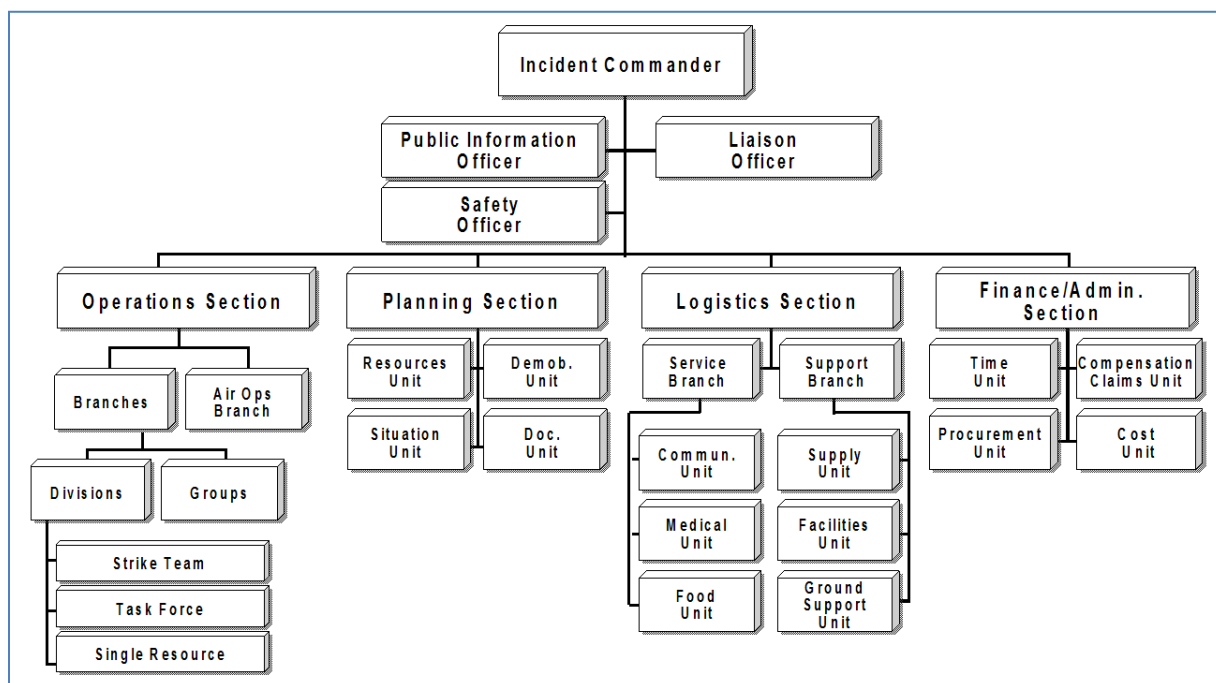 Incident Commander
Public Information
Officer
Liaison
Officer
Safety
Officer
Operations Section
Planning Section
Logistics Section
Finance/Admin.
Section
Branches
Air Ops
Branch
Divisions
Groups
Strike Team
Task Force
Single Resource
Resources
Unit
Demob.
Unit
Situation
Unit
Doc.
Unit
Service
Branch
Support
Branch
Commun.
Unit
Supply
Unit
Medical
Unit
Facilities
Unit
Food
Unit
Ground
Support
Unit
Time
Unit
Compensation
Claims Unit
Procurement
Unit
Cost
Unit